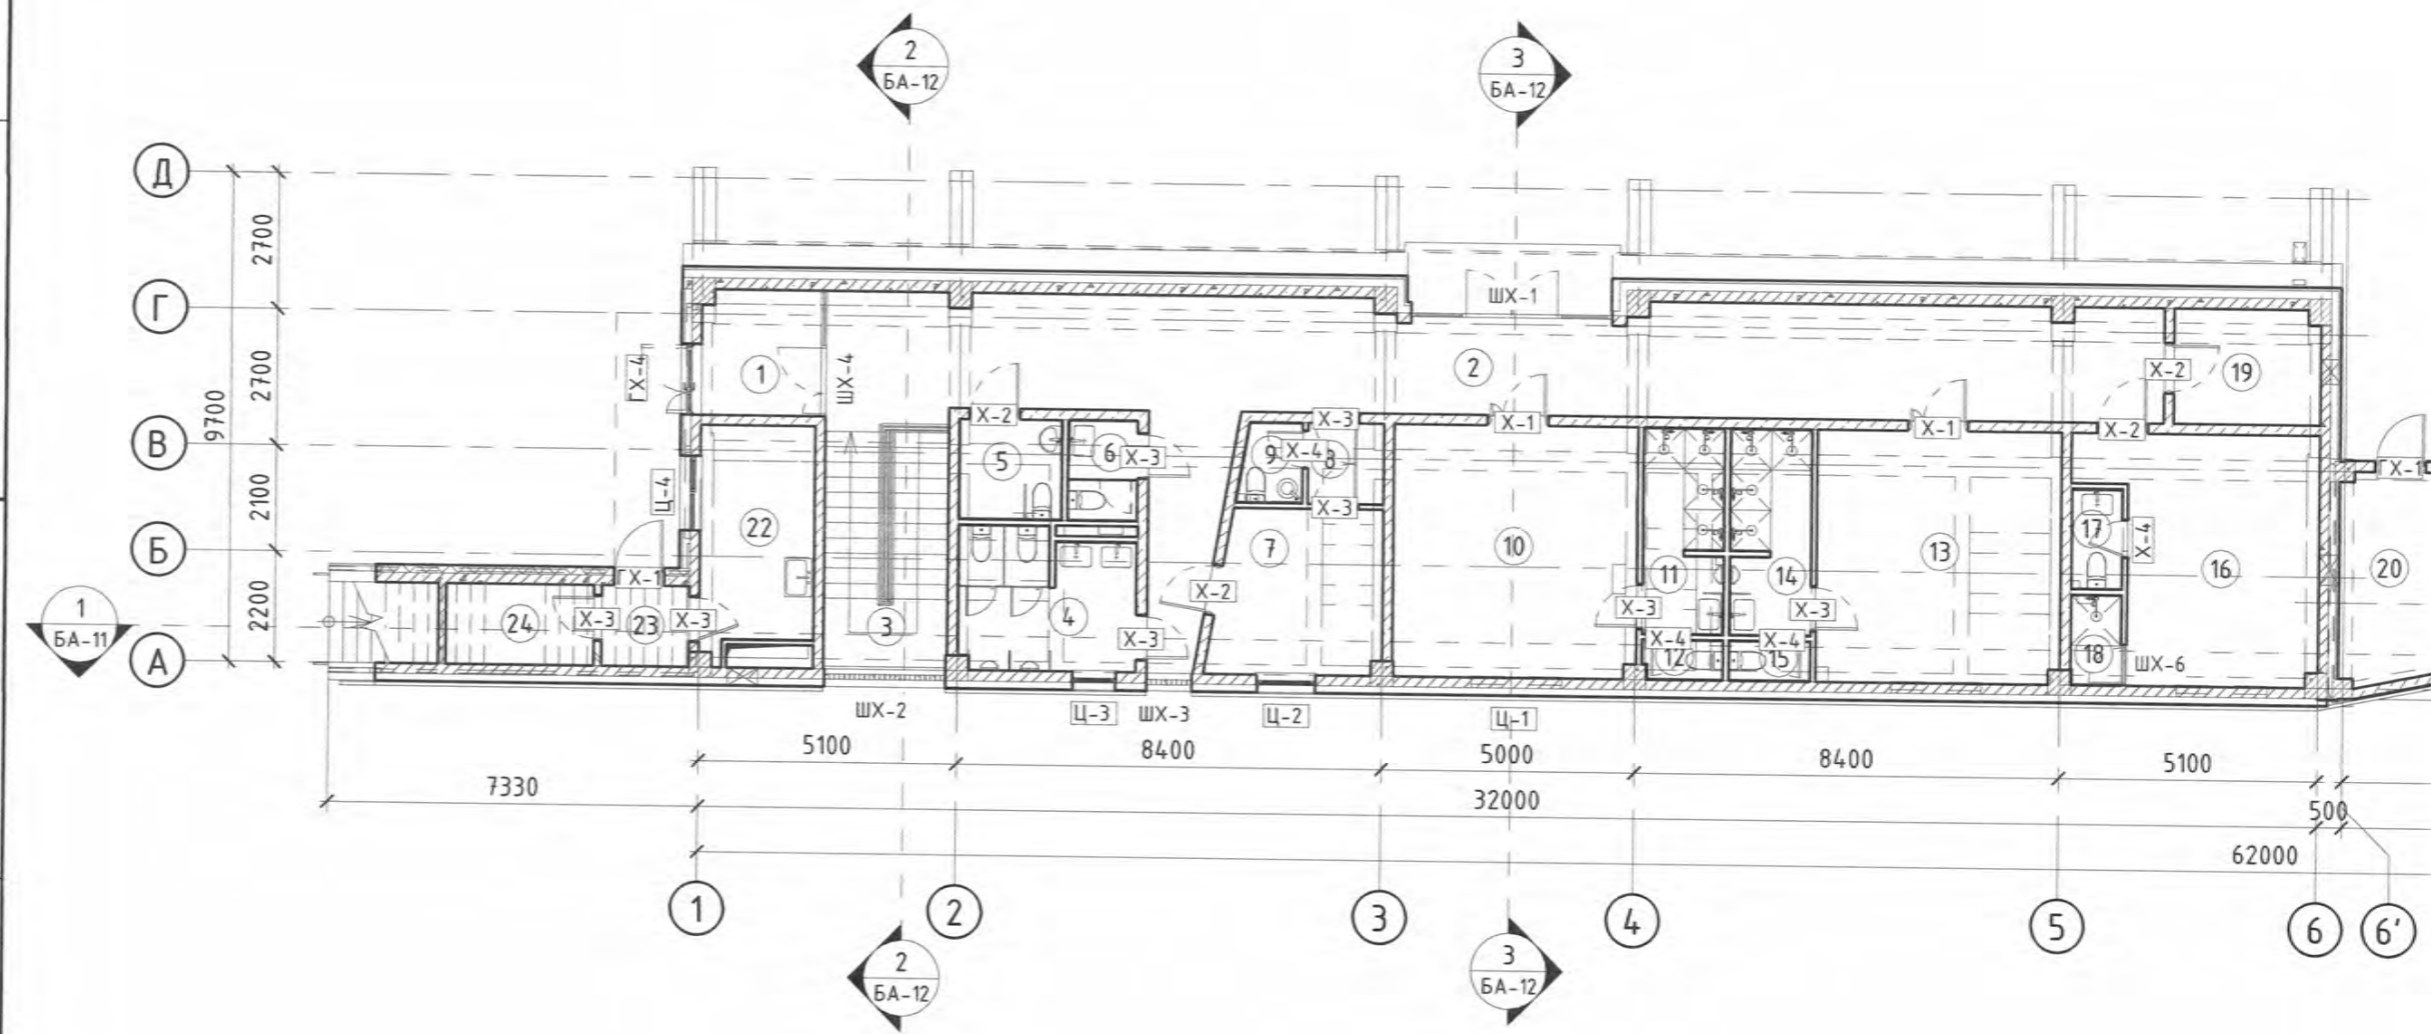 2
БА-12
3
БА-12
Д
Г
В
Б
А
2700
2700
2100
2200
9700
1
БА-11
ШХ-1
ГХ-4
1
ШХ-4
2
Х-2
19
Х-2
Х-3
Х-1
Х-1
Х-2
ГХ-1
5
6
Х-3
9
Х-4
8
Ц-4
22
Х-3
7
10
11
14
13
17
Х-4
16
20
ГХ-1
Х-2
24
Х-3
23
Х-3
3
4
Х-3
Х-3
Х-3
Х-4
Х-4
12
15
18
ШХ-6
ШХ-2
Ц-3
ШХ-3
Ц-2
Ц-1
5100
8400
5000
8400
5100
7330
32000
500
62000
1
2
3
4
5
6
6'
2
БА-12
3
БА-12